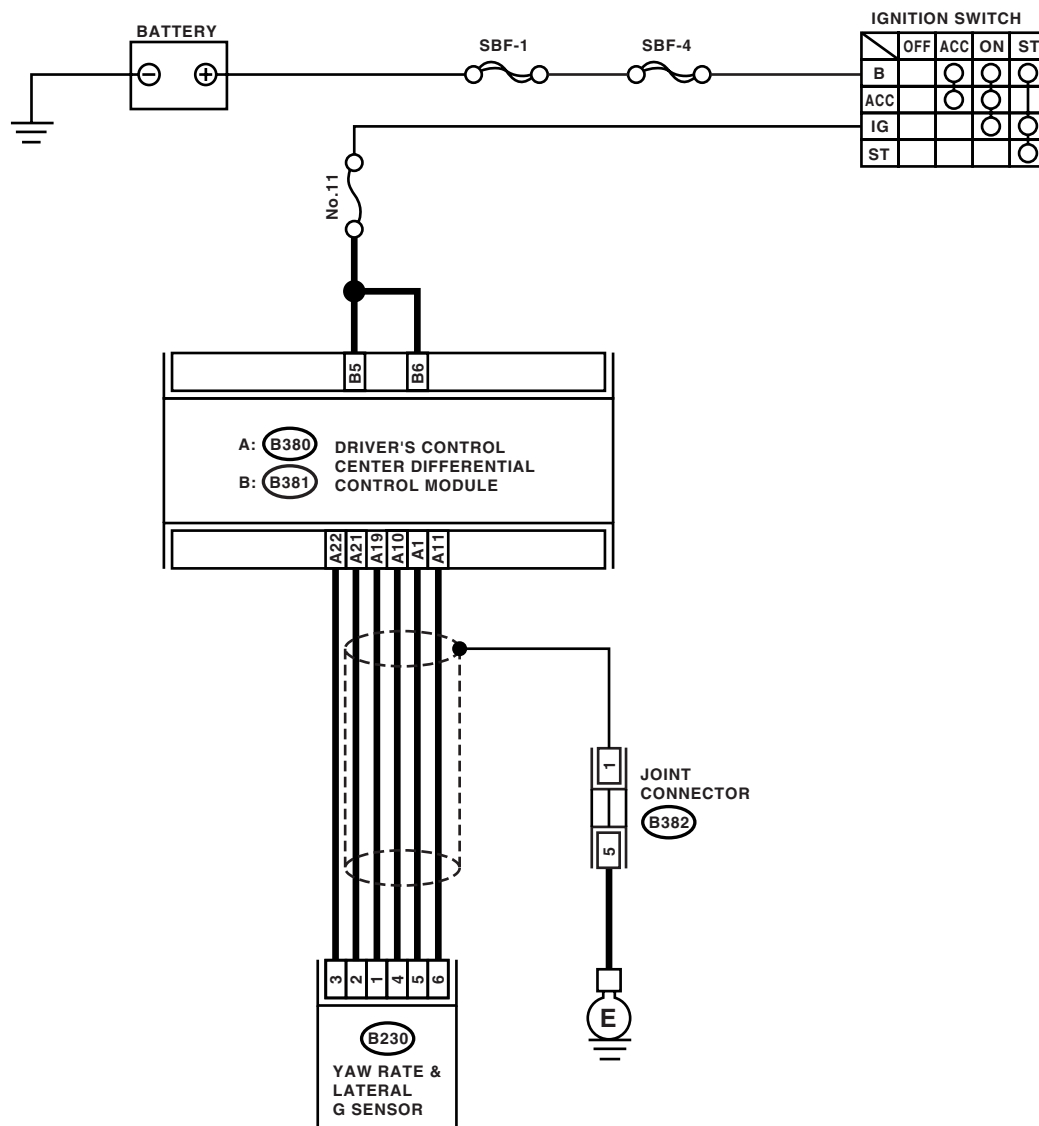 IGNITION SWITCH
BATTERY
SBF-1
SBF-4
OFF ACC ON ST
B
ACC
IG
ST
No.11
B5
B6
A: B380
B: B381
DRIVER'S CONTROL
CENTER DIFFERENTIAL
CONTROL MODULE
A22
A21
A19
A10
A1
A11
1
JOINT
CONNECTOR
B382
5
3
2
1
4
5
6
E
B230
YAW RATE &
LATERAL
G SENSOR